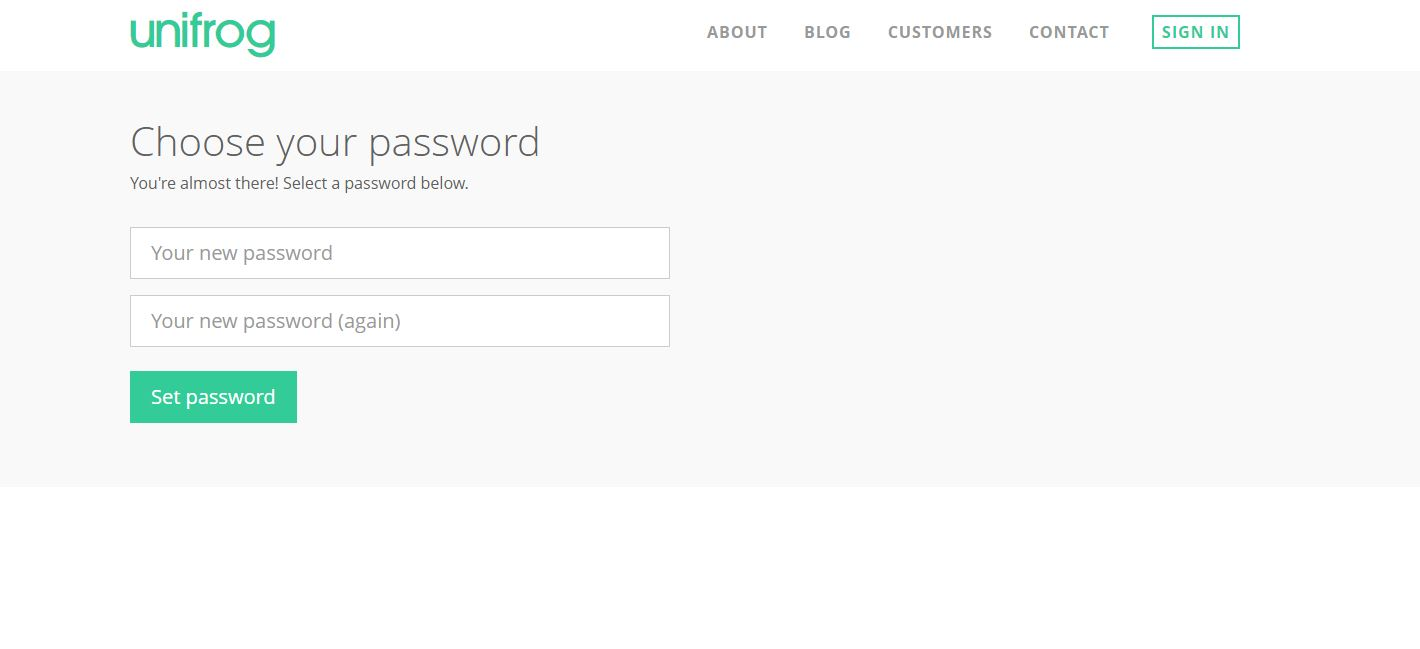 unifrog
ABOUT BLOG CUSTOMERS CONTACT SIGN IN
Choose your password
You're almost there! Select a password below.
Your new password
Your new password (again)
Set password